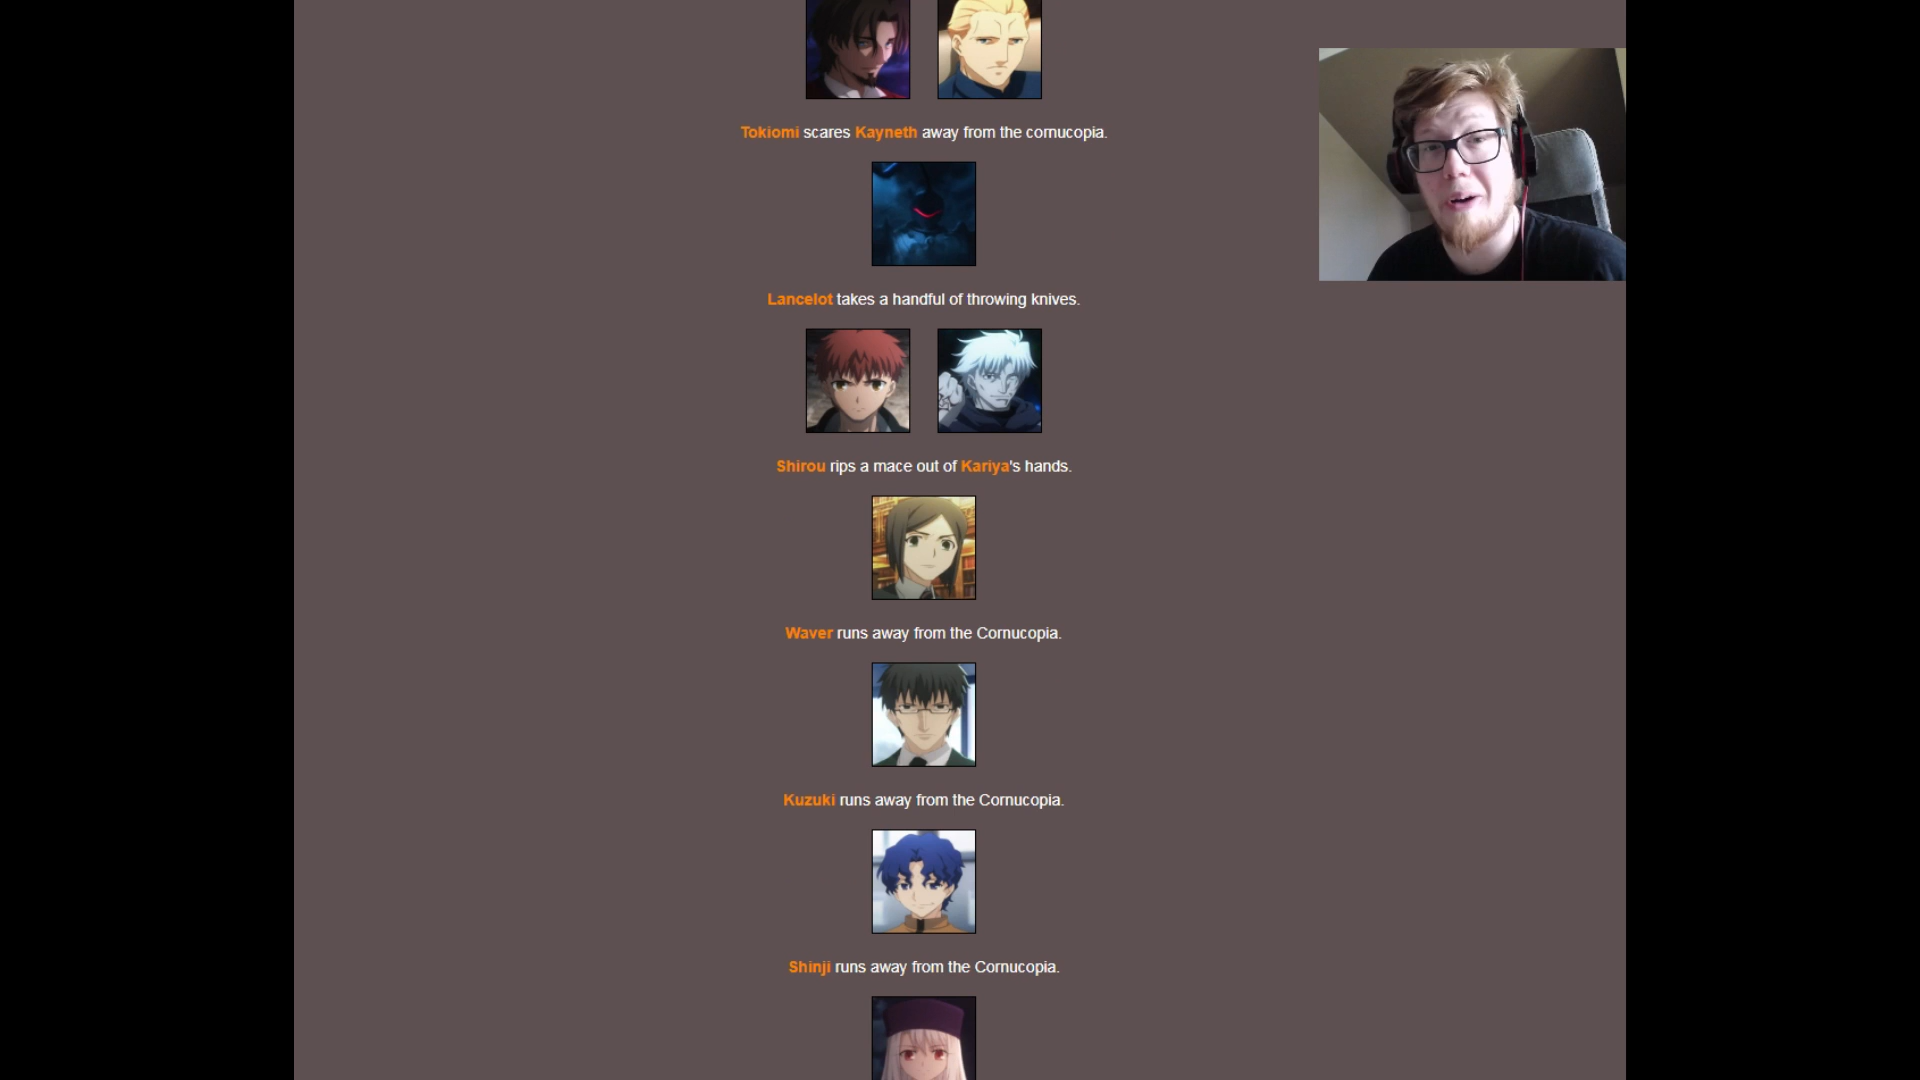 Tokiomi scares Kayneth away from the cornucopia.
Lancelot takes a handful of throwing knives.
Shirou rips a mace out of Kariya's hands.
Waver runs away from the Cornucopia.
Kuzuki runs away from the Cornucopia.
Shinji runs away from the Cornucopia.